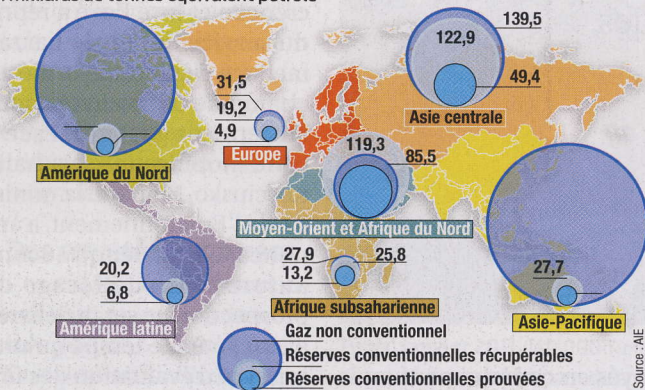 milliards de tonnes équivalent pétrole
139,5
122,9
49,4
Asie centrale
31,5
19,2
4,9
Europe
Amérique du Nord
119,3
85,5
Moyen-Orient et Afrique du Nord
27,9
25,8
13,2
Afrique subsaharienne
20,2
6,8
Amérique latine
27,7
Asie-Pacifique
Gaz non conventionnel
Réserves conventionnelles récupérables
Réserves conventionnelles prouvées
Source : AIE